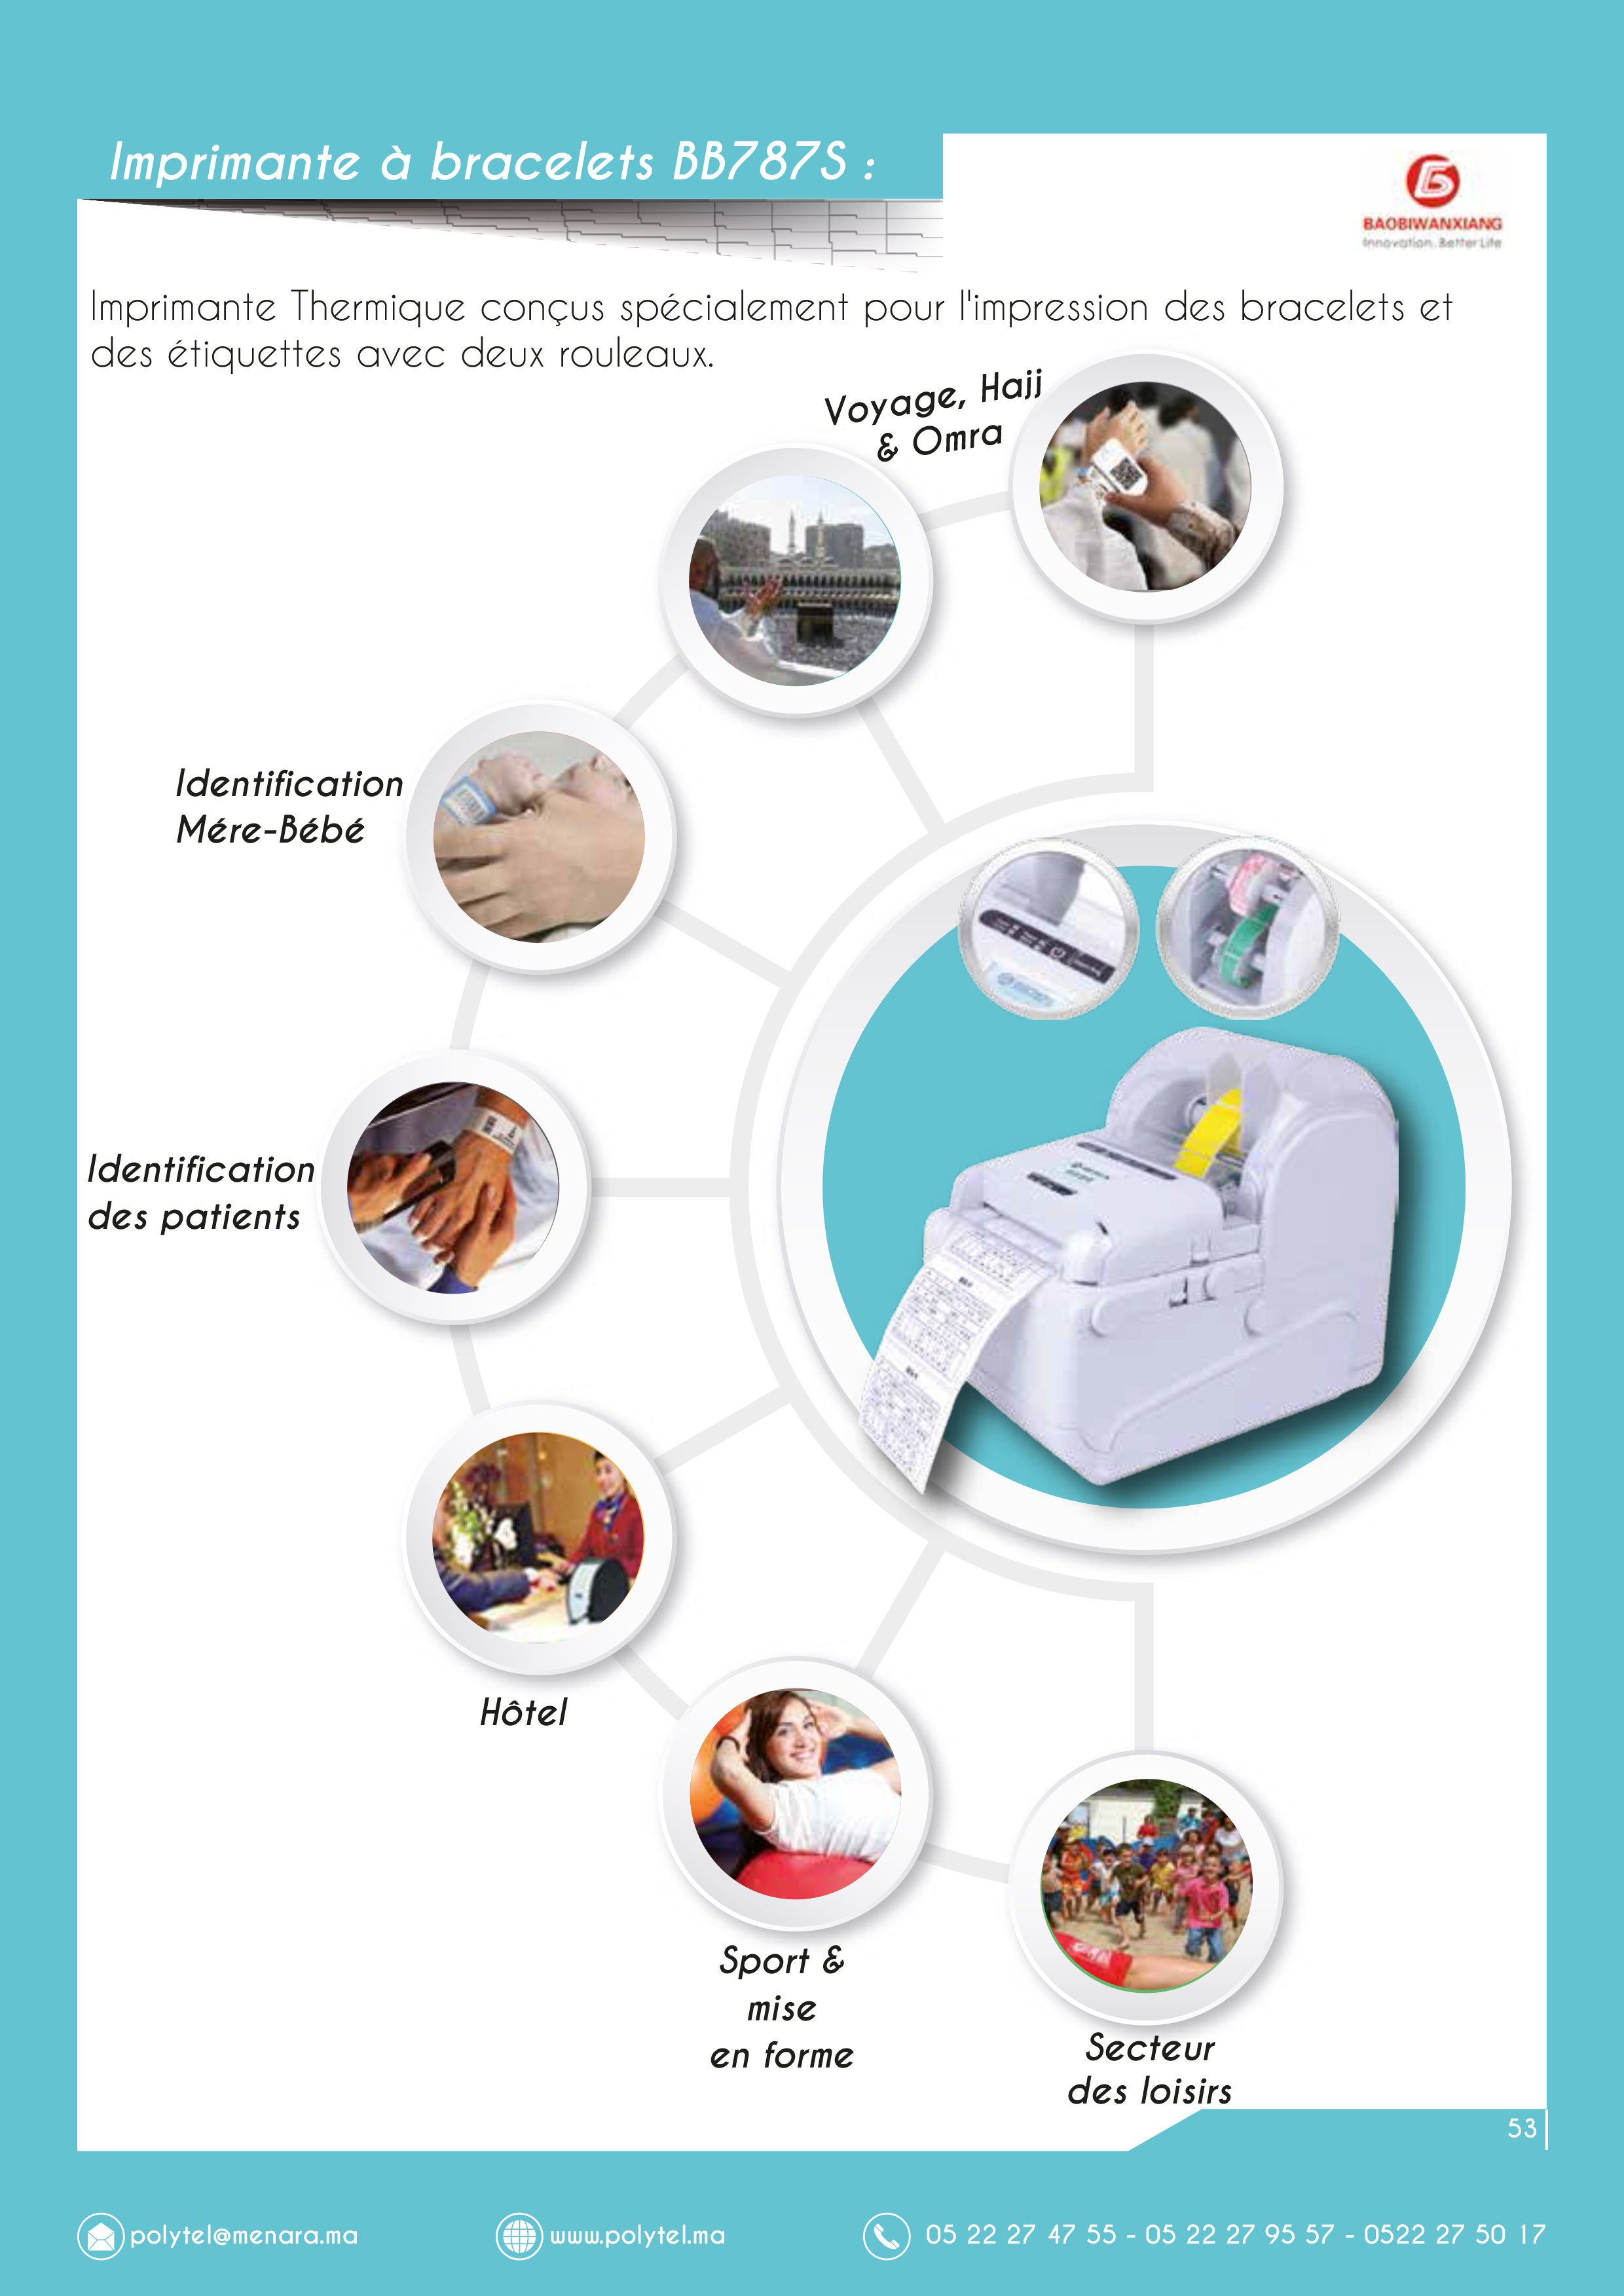 Imprimante à bracelets BB787S :
BAOBIWANXIANG
Innovation. Better Life
Imprimante Thermique conçus spécialement pour l'impression des bracelets et
des étiquettes avec deux rouleaux.
Voyage, Hajj
& Omra
Identification
Mére-Bébé
Identification
des patients
Hôtel
Sport &
mise
en forme
Secteur
des loisirs
53
polytel@menara.ma
www.polytel.ma
05 22 27 47 55 - 05 22 27 95 57 - 0522 27 50 17